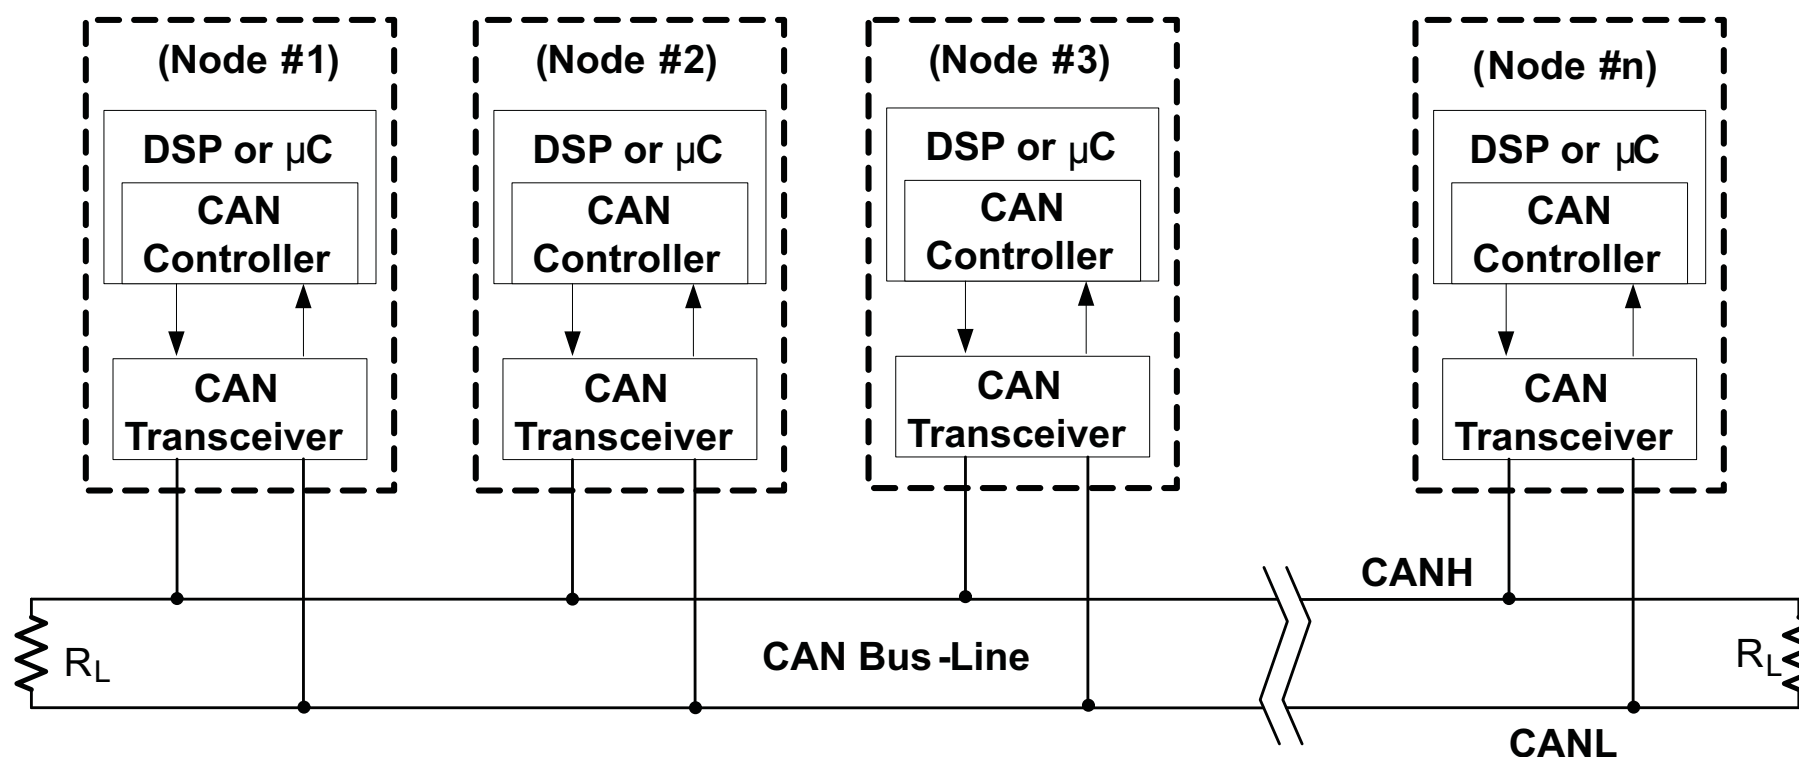 (Node #1)
DSP or µC
CAN
Controller
CAN
Transceiver
(Node #2)
DSP or µC
CAN
Controller
CAN
Transceiver
(Node #3)
DSP or µC
CAN
Controller
CAN
Transceiver
(Node #n)
DSP or µC
CAN
Controller
CAN
Transceiver
CANH
RL
CAN Bus-Line
RL
CANL